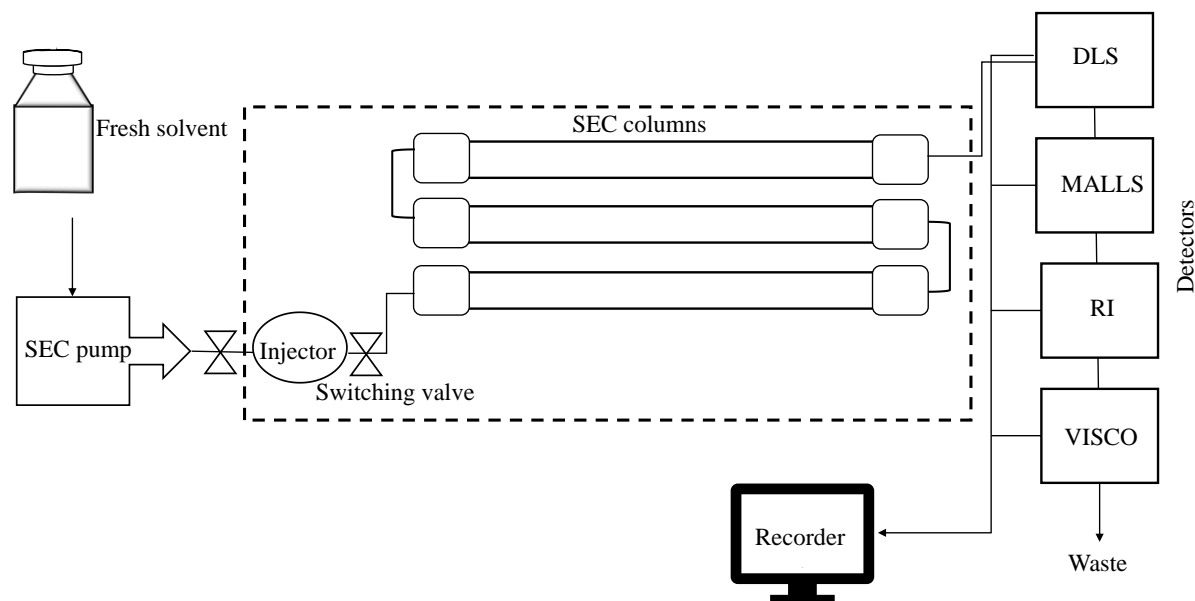 DLS
SEC columns
Fresh solvent
MALLS
Detectors
RI
SEC pump
Injector
Switching valve
VISCO
Recorder
Waste